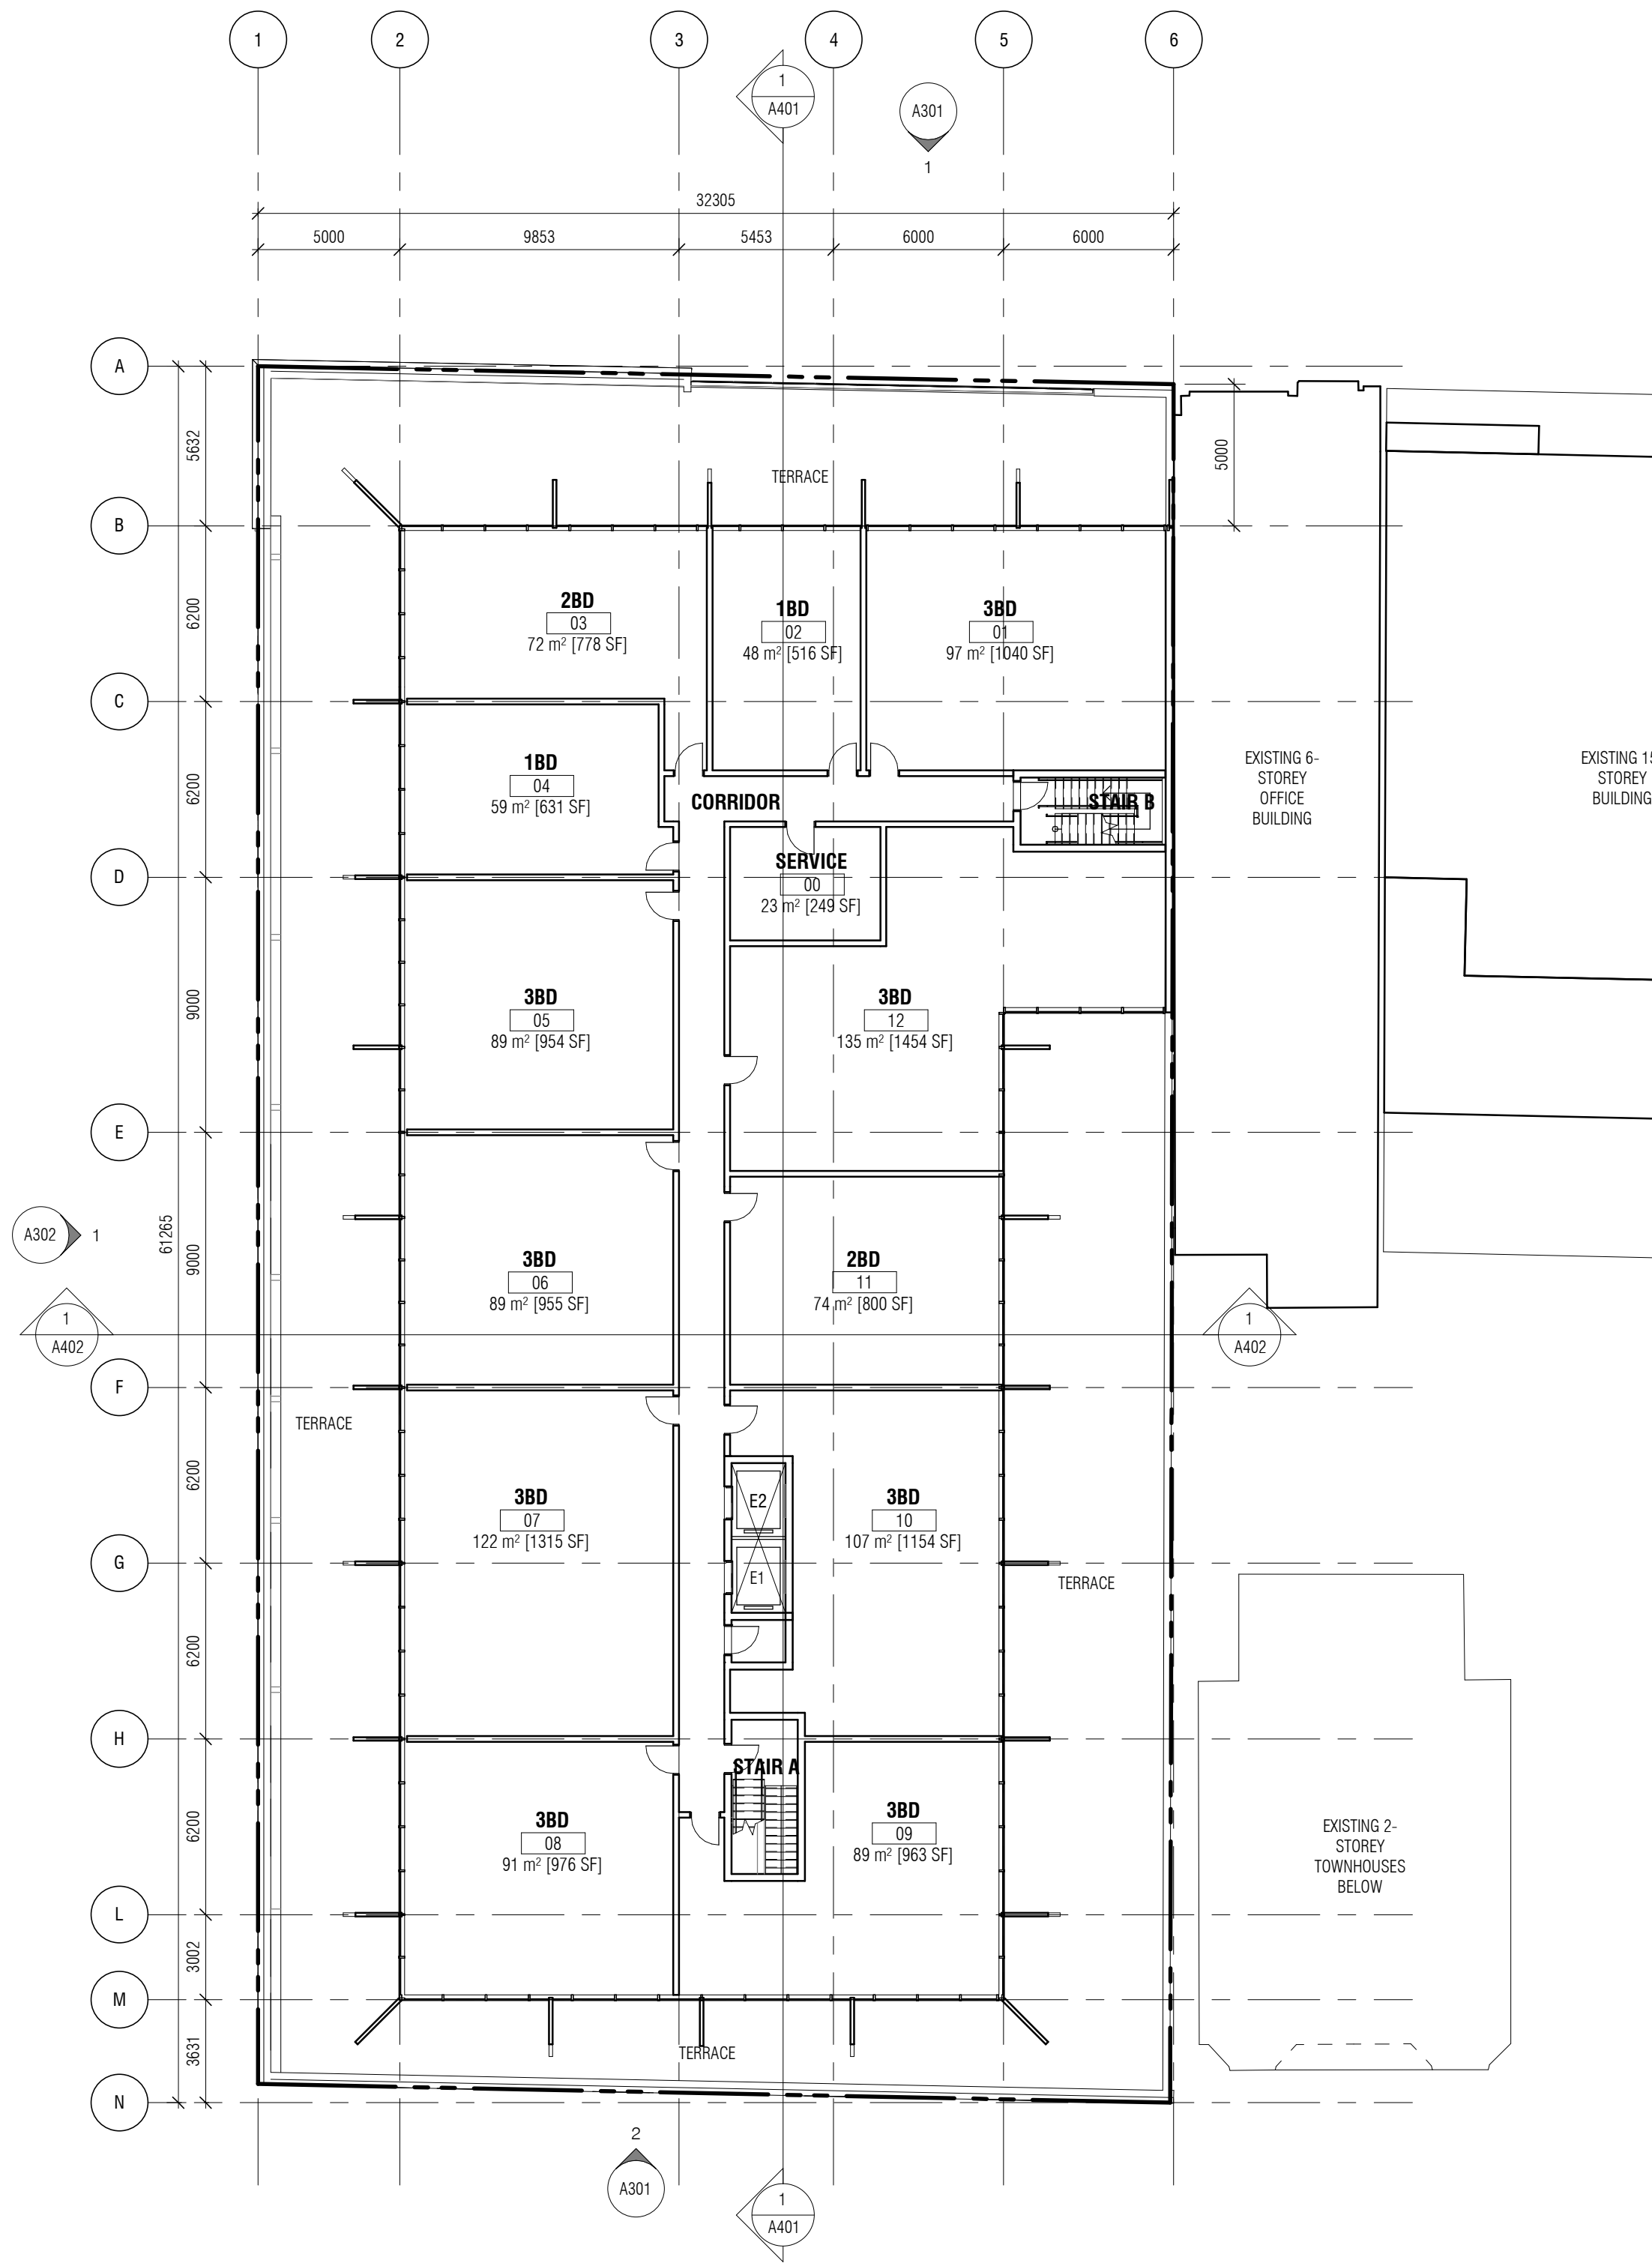 1
2
3
4
5
6
1
A401
A301
1
32305
5000
9853
5453
6000
6000
A
B
C
D
E
F
G
H
L
M
N
5632
6200
6200
9000
9000
6200
6200
6200
3002
3631
61265
5000
TERRACE
2BD
03
72 m² [778 SF]
1BD
02
48 m² [516 SF]
3BD
01
97 m² [1040 SF]
1BD
04
59 m² [631 SF]
CORRIDOR
STAIR B
SERVICE
00
23 m² [249 SF]
EXISTING 6-
STOREY
OFFICE
BUILDING
STOREY
3BD
05
89 m² [954 SF]
3BD
12
135 m² [1454 SF]
A302
1
3BD
06
89 m² [955 SF]
2BD
11
74 m² [800 SF]
1
A402
1
A402
TERRACE
3BD
07
122 m² [1315 SF]
E2
E1
3BD
10
107 m² [1154 SF]
TERRACE
STAIR A
3BD
08
91 m² [976 SF]
3BD
09
89 m² [963 SF]
EXISTING 2-
STOREY
TOWNHOUSES
BELOW
TERRACE
2
A301
1
A401